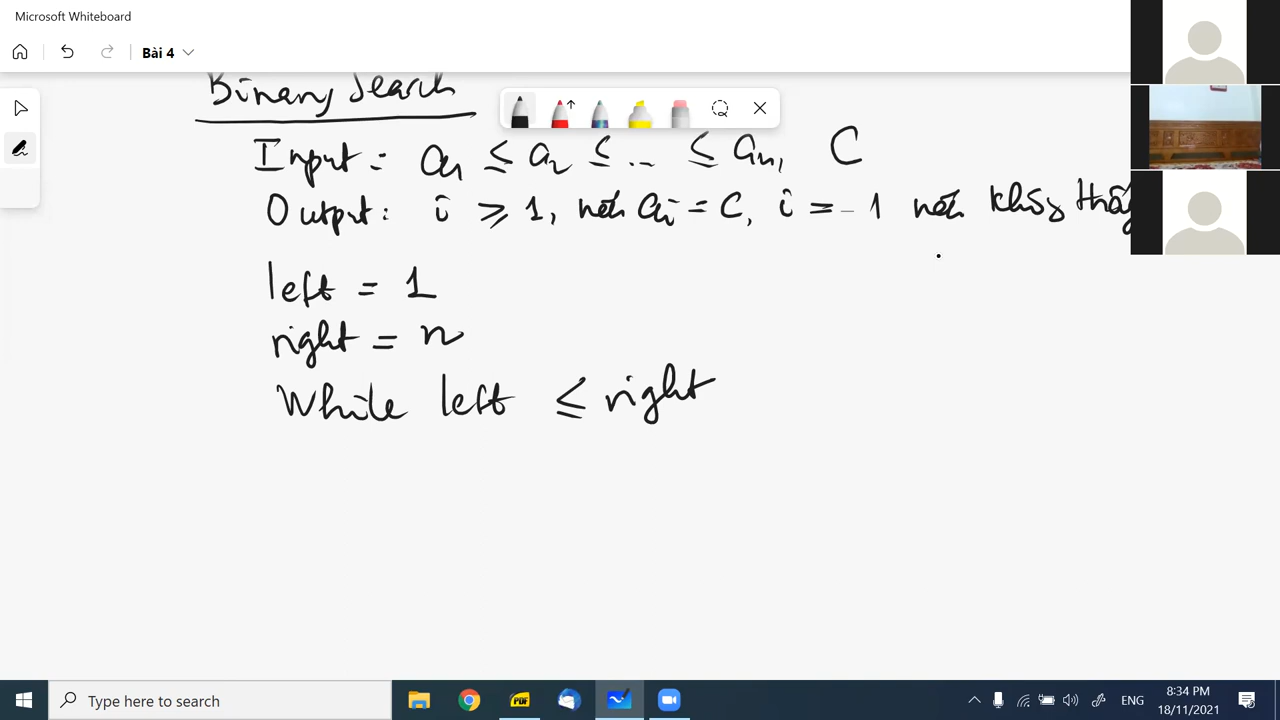 Microsoft Whiteboard
Bài 4
Binary Search
Input: a1 ≤ a2 ≤ ... ≤ an, C
Output: i ≥ 1, nếu ai = C, i = -1 nếu không thấy
left = 1
right = n
While left ≤ right
Type here to search
PDF
ENG
8:34 PM
18/11/2021